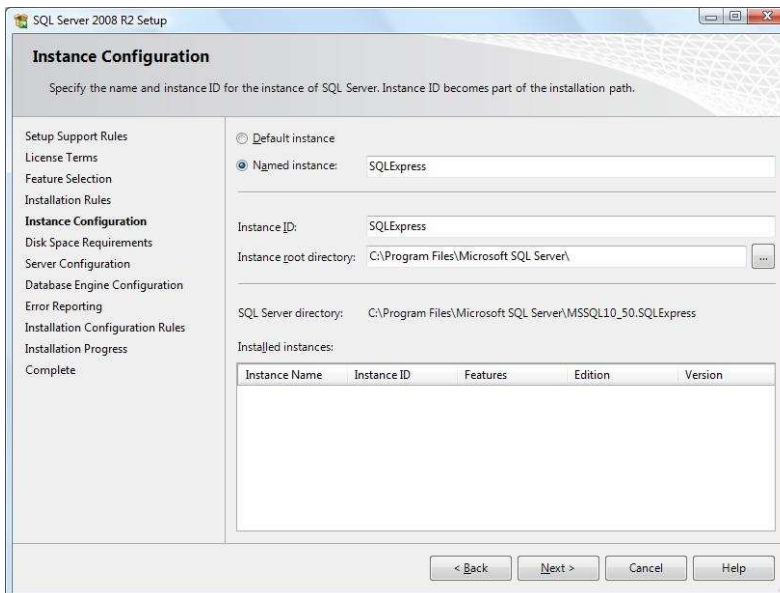 SQL Server 2008 R2 Setup
Instance Configuration
Specify the name and instance ID for the instance of SQL Server. Instance ID becomes part of the installation path.
Setup Support Rules
License Terms
Feature Selection
Installation Rules
Instance Configuration
Disk Space Requirements
Server Configuration
Database Engine Configuration
Error Reporting
Installation Configuration Rules
Installation Progress
Complete
Default instance
Named instance: SQLExpress
Instance ID: SQLExpress
Instance root directory: C:\Program Files\Microsoft SQL Server\ ...
SQL Server directory: C:\Program Files\Microsoft SQL Server\MSSQL10_50.SQLExpress
Installed instances:
Instance Name Instance ID Features Edition Version
< Back Next > Cancel Help